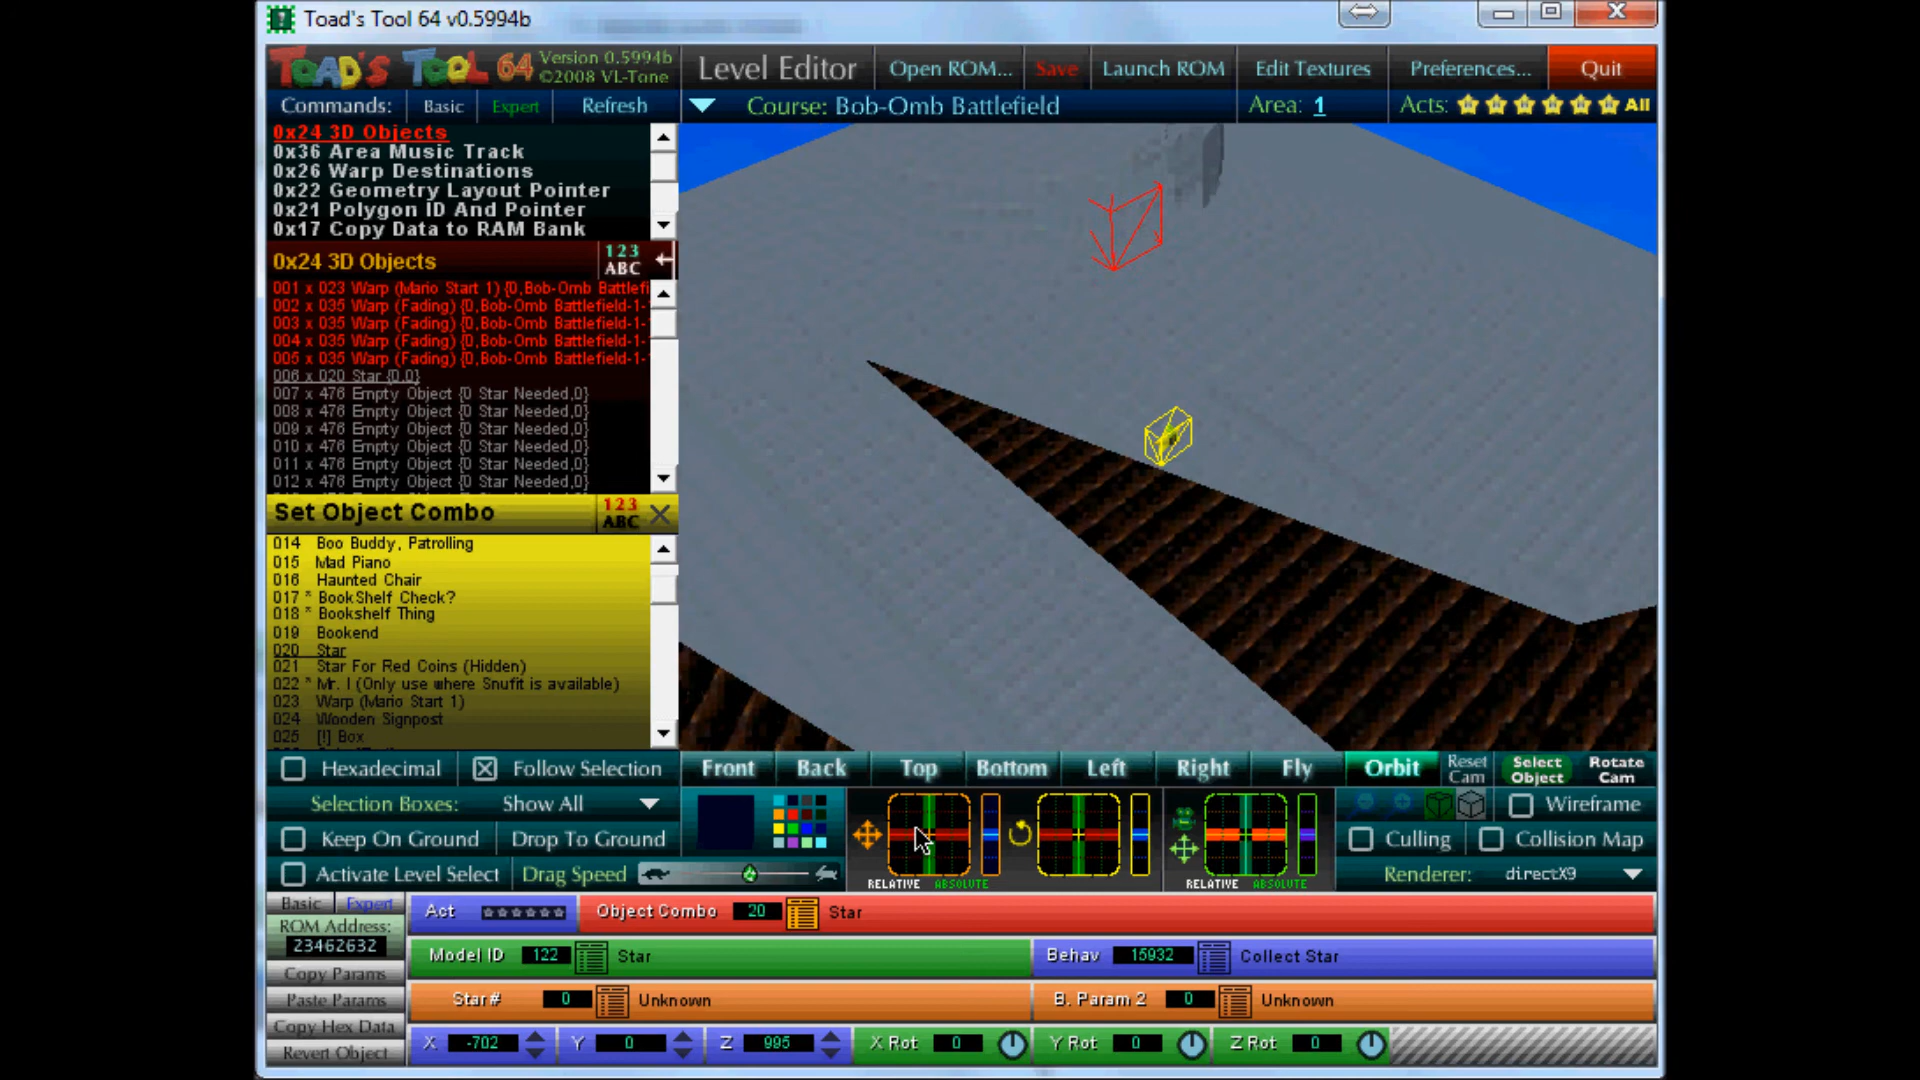 Toad's Tool 64 v0.5994b
TOAD'S TOOL 64 Version 0.5994b
©2008 VL-Tone
Level Editor Open ROM... Save Launch ROM Edit Textures Preferences... Quit
Commands: Basic Expert Refresh Course: Bob-Omb Battlefield Area: 1 Acts: All
0x24 3D Objects
0x36 Area Music Track
0x26 Warp Destinations
0x22 Geometry Layout Pointer
0x21 Polygon ID And Pointer
0x17 Copy Data to RAM Bank
0x24 3D Objects 123 ABC
001 x 023 Warp (Mario Start 1) {0,Bob-Omb Battlefi
002 x 035 Warp (Fading) {0,Bob-Omb Battlefield-1-
003 x 035 Warp (Fading) {0,Bob-Omb Battlefield-1-
004 x 035 Warp (Fading) {0,Bob-Omb Battlefield-1-
005 x 035 Warp (Fading) {0,Bob-Omb Battlefield-1-
006 x 020 Star {0,0}
007 x 476 Empty Object {0 Star Needed,0}
008 x 476 Empty Object {0 Star Needed,0}
009 x 476 Empty Object {0 Star Needed,0}
010 x 476 Empty Object {0 Star Needed,0}
011 x 476 Empty Object {0 Star Needed,0}
012 x 476 Empty Object {0 Star Needed,0}
Set Object Combo 123 ABC
014 Boo Buddy, Patrolling
015 Mad Piano
016 Haunted Chair
017 * BookShelf Check?
018 * Bookshelf Thing
019 Bookend
020 Star
021 Star For Red Coins (Hidden)
022 * Mr. I (Only use where Snufit is available)
023 Warp (Mario Start 1)
024 Wooden Signpost
025 [!] Box
Hexadecimal Follow Selection Front Back Top Bottom Left Right Fly Orbit Reset Cam Select Object Rotate Cam
Selection Boxes: Show All Wireframe
Keep On Ground Drop To Ground Culling Collision Map
Activate Level Select Drag Speed RELATIVE ABSOLUTE RELATIVE ABSOLUTE Renderer: directX9
Basic Expert Act Object Combo 20 Star
ROM Address:
23462632 Model ID 122 Star Behav 15932 Collect Star
Copy Params
Paste Params Star # 0 Unknown B. Param 2 0 Unknown
Copy Hex Data
Revert Object X -702 Y 0 Z 995 X Rot 0 Y Rot 0 Z Rot 0